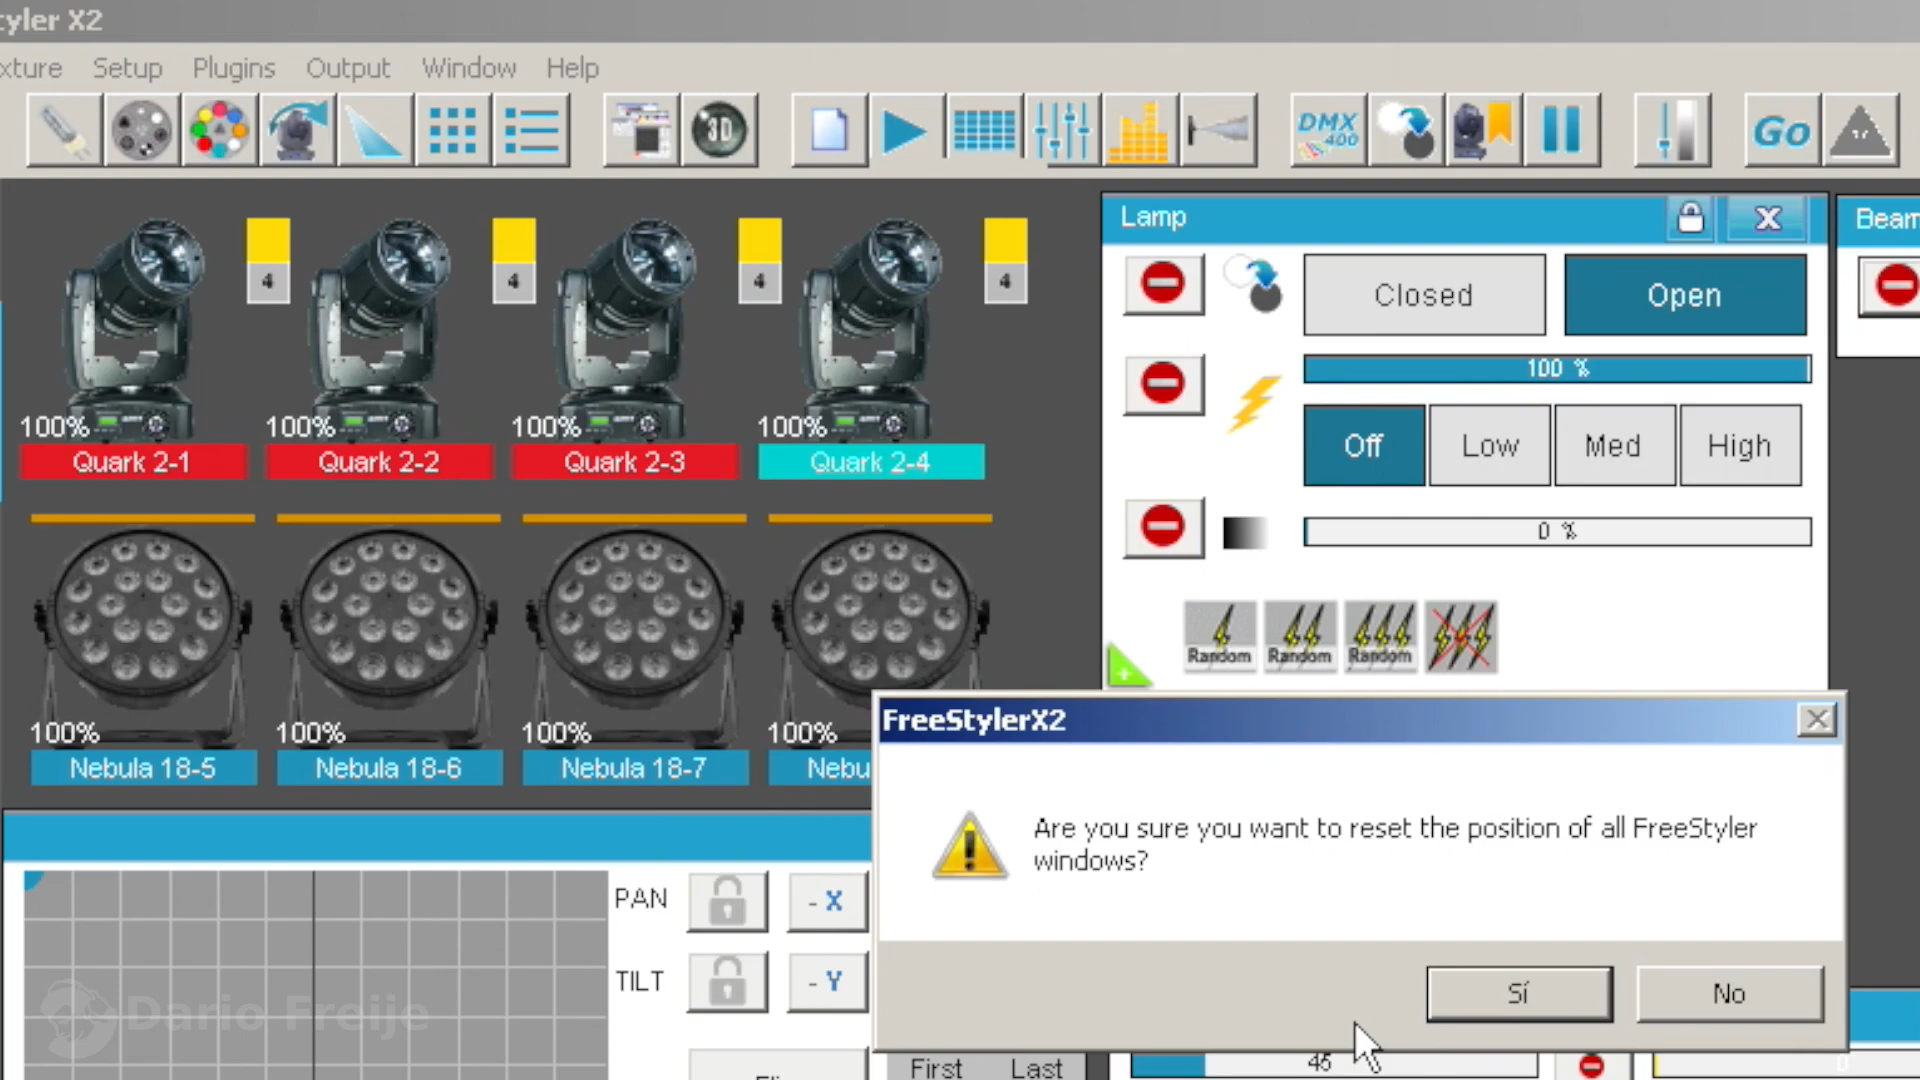 tyler X2
xture Setup Plugins Output Window Help
3D DMX 400 Go
4 4 4 4
100% 100% 100% 100%
Quark 2-1 Quark 2-2 Quark 2-3 Quark 2-4
100% 100% 100% 100%
Nebula 18-5 Nebula 18-6 Nebula 18-7 Nebu
Lamp
Closed Open
100 %
Off Low Med High
0 %
Random Random Random
Beam
FreeStylerX2
Are you sure you want to reset the position of all FreeStyler
windows?
Sí No
PAN - X
TILT - Y
Dario Freije
First Last 45 0